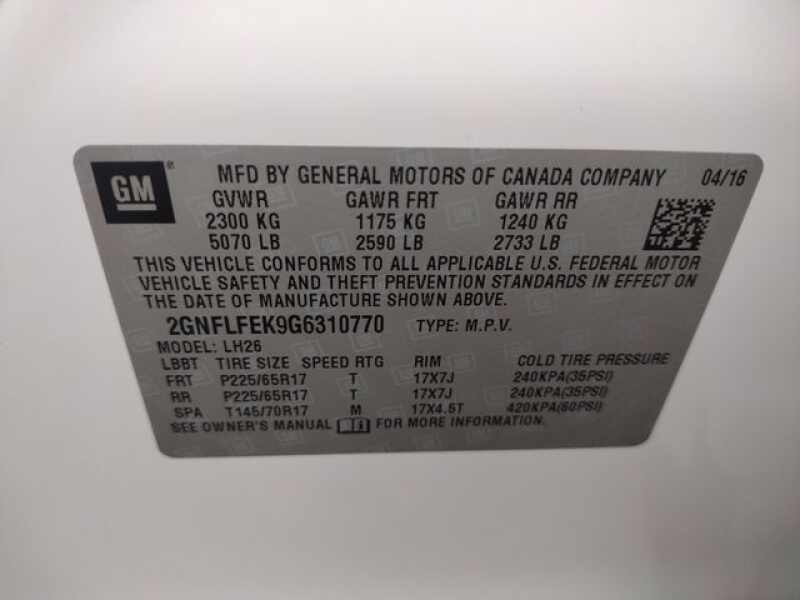 GM ® MFD BY GENERAL MOTORS OF CANADA COMPANY 04/16
GVWR GAWR FRT GAWR RR
2300 KG 1175 KG 1240 KG
5070 LB 2590 LB 2733 LB
THIS VEHICLE CONFORMS TO ALL APPLICABLE U.S. FEDERAL MOTOR
VEHICLE SAFETY AND THEFT PREVENTION STANDARDS IN EFFECT ON
THE DATE OF MANUFACTURE SHOWN ABOVE.
2GNFLFEK9G6310770 TYPE: M.P.V.
MODEL: LH26
LBBT TIRE SIZE SPEED RTG RIM COLD TIRE PRESSURE
FRT P225/65R17 T 17X7J 240KPA(35PSI)
RR P225/65R17 T 17X7J 240KPA(35PSI)
SPA T145/70R17 M 17X4.5T 420KPA(60PSI)
SEE OWNER'S MANUAL FOR MORE INFORMATION